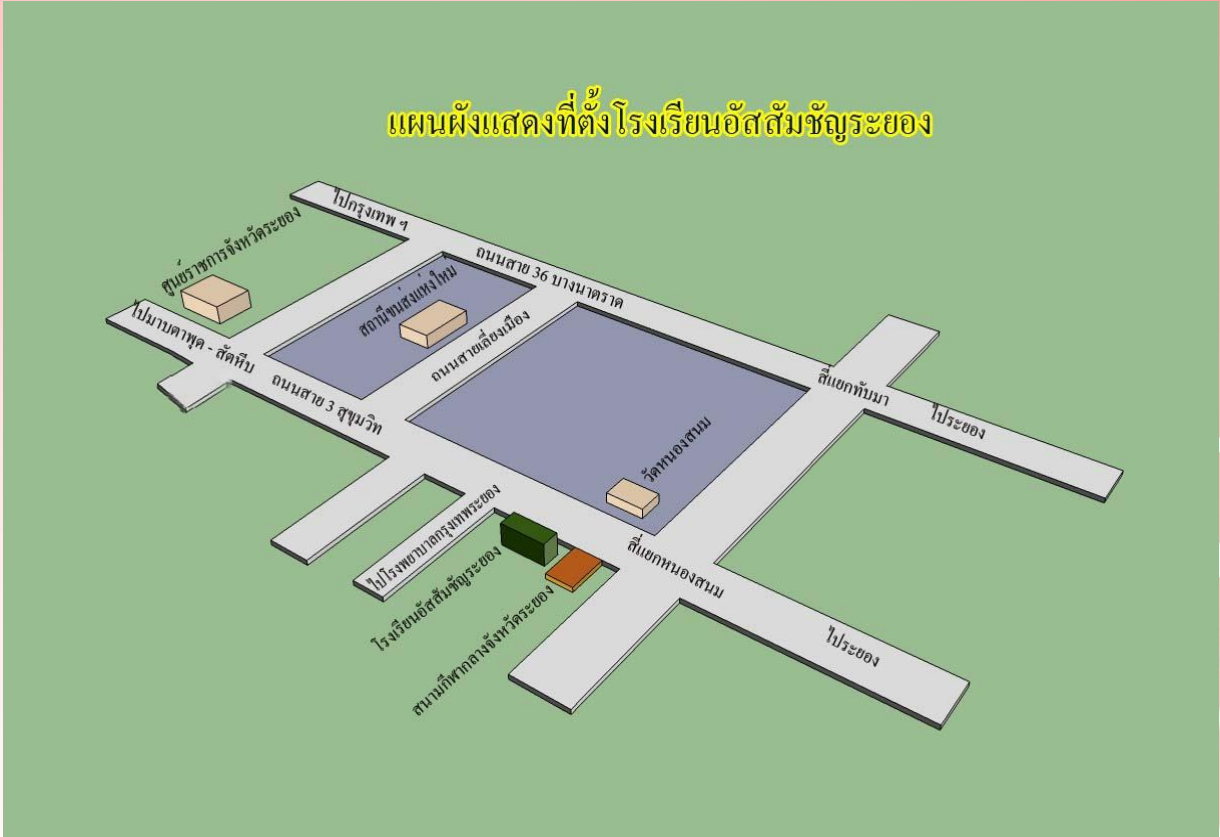 แผนผังแสดงที่ตั้งโรงเรียนอัสสัมชัญระยอง
ไปกรุงเทพ ฯ
ศูนย์ราชการจังหวัดระยอง
ถนนสาย 36 บางนาตราด
สถานีขนส่งแห่งใหม่
ไปมาบตาพุด - สัตหีบ
ถนนสายเลี่ยงเมือง
ถนนสาย 3 สุขุมวิท
สี่แยกทับมา
ไประยอง
วัดหนองสนม
ไปโรงพยาบาลกรุงเทพระยอง
โรงเรียนอัสสัมชัญระยอง
สี่แยกหนองสนม
สนามกีฬากลางจังหวัดระยอง
ไประยอง